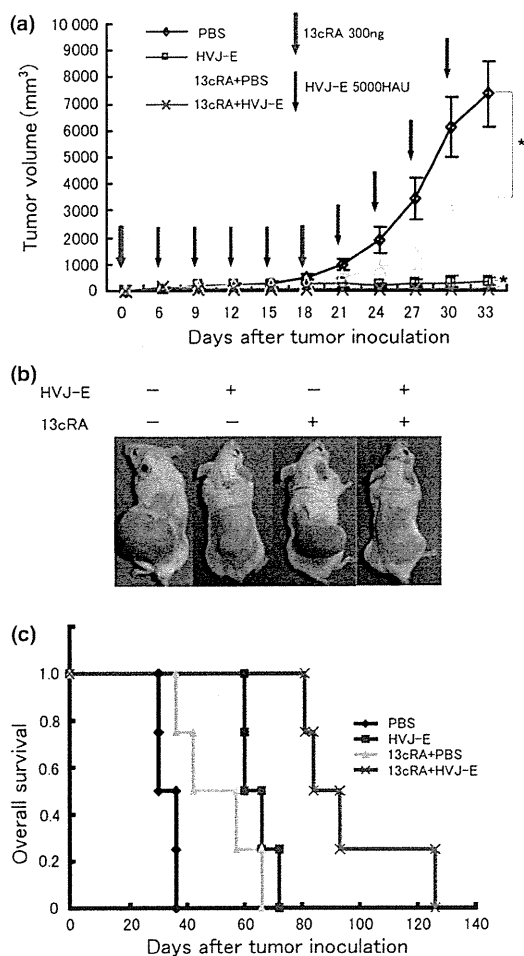 (a)
PBS
HVJ-E
13cRA+PBS
13cRA+HVJ-E
13cRA 300ng
HVJ-E 5000HAU
Tumor volume (mm³)
10 000
9000
8000
7000
6000
5000
4000
3000
2000
1000
0
*
*
0 6 9 12 15 18 21 24 27 30 33
Days after tumor inoculation
(b)
HVJ-E − + − +
13cRA − − + +
(c)
Overall survival
1.0
0.8
0.6
0.4
0.2
0
PBS
HVJ-E
13cRA+PBS
13cRA+HVJ-E
0 20 40 60 80 100 120 140
Days after tumor inoculation